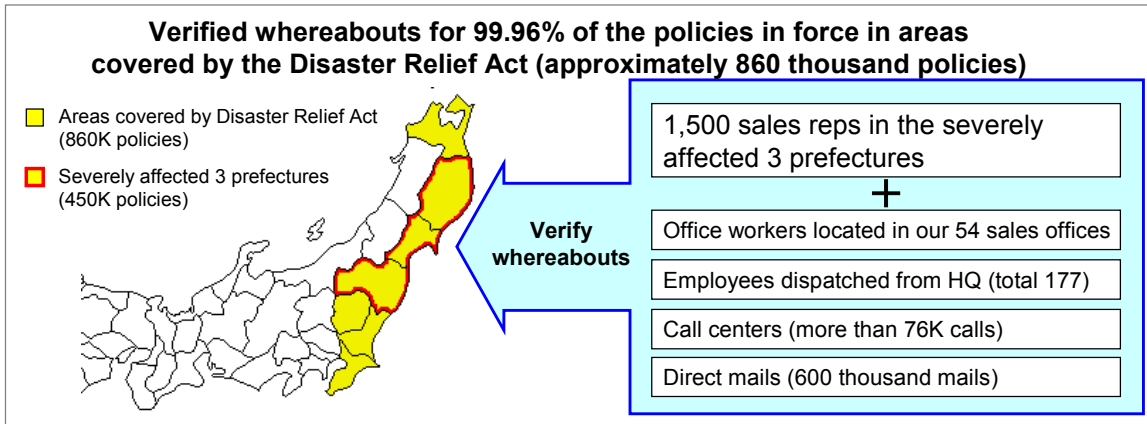 Verified whereabouts for 99.96% of the policies in force in areas
covered by the Disaster Relief Act (approximately 860 thousand policies)
Areas covered by Disaster Relief Act
(860K policies)
Severely affected 3 prefectures
(450K policies)
Verify
whereabouts
1,500 sales reps in the severely
affected 3 prefectures
+
Office workers located in our 54 sales offices
Employees dispatched from HQ (total 177)
Call centers (more than 76K calls)
Direct mails (600 thousand mails)